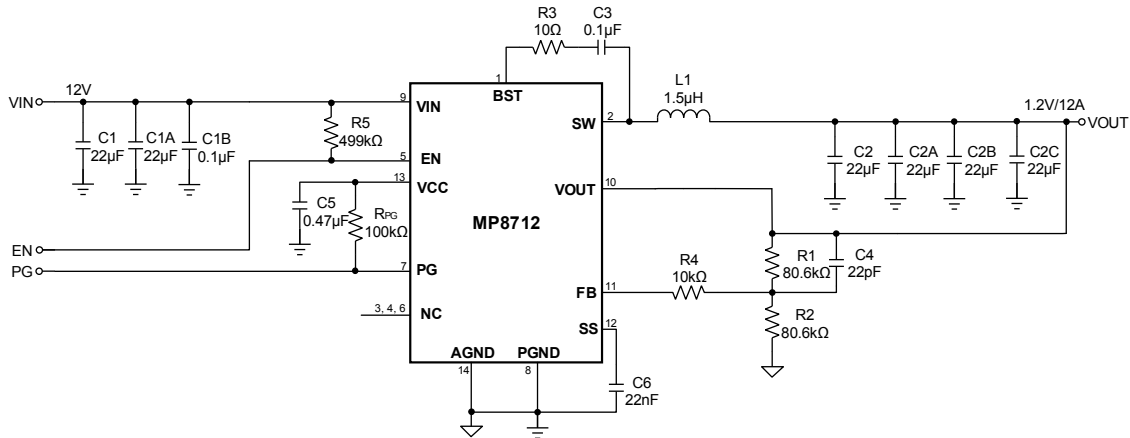 R3
10Ω
C3
0.1µF
1
BST
VIN
12V
9
VIN
C1
22µF
C1A
22µF
C1B
0.1µF
R5
499kΩ
5
EN
13
VCC
C5
0.47µF
RPG
100kΩ
EN
PG
7
PG
3, 4, 6
NC
MP8712
AGND
14
PGND
8
SW
2
L1
1.5µH
1.2V/12A
VOUT
C2
22µF
C2A
22µF
C2B
22µF
C2C
22µF
VOUT
10
R1
80.6kΩ
C4
22pF
R4
10kΩ
FB
11
R2
80.6kΩ
SS
12
C6
22nF